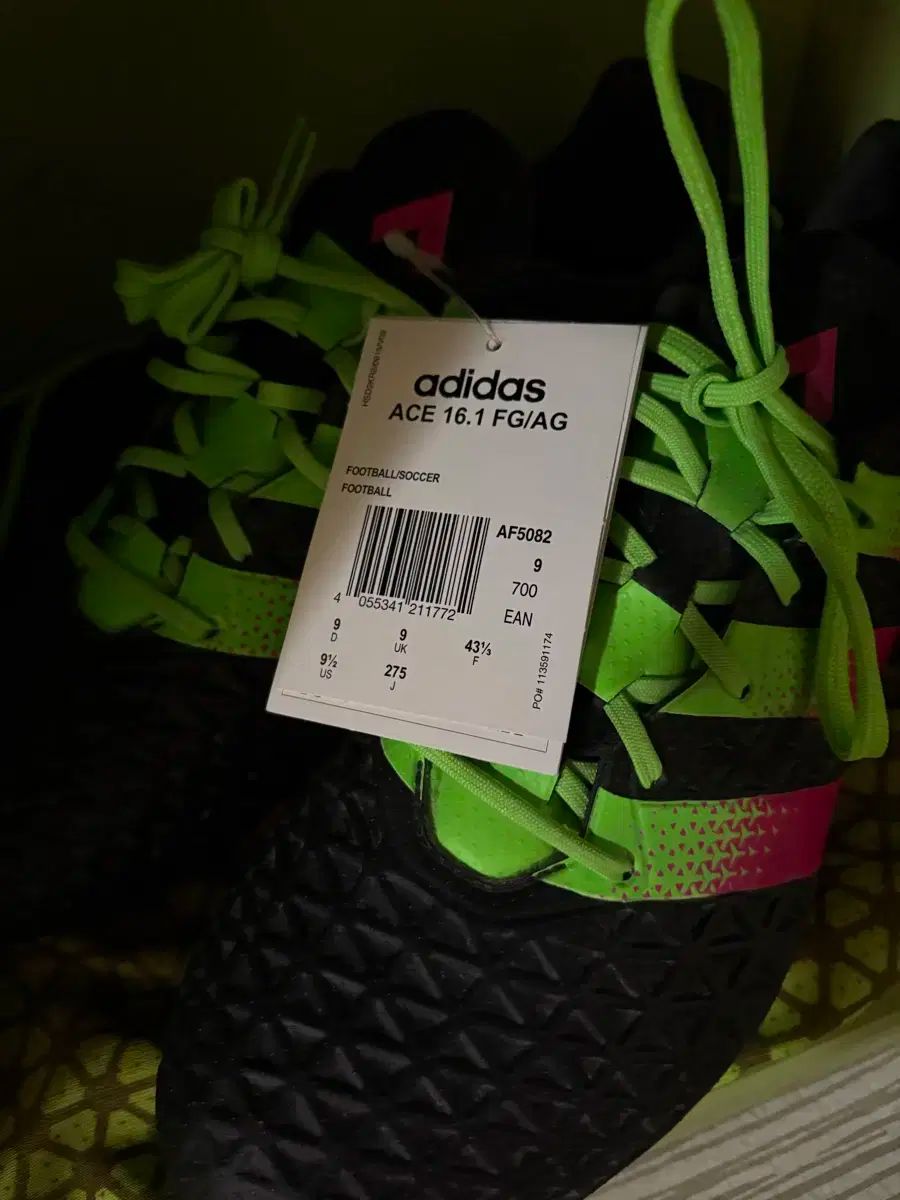 adidas
ACE 16.1 FG/AG
FOOTBALL/SOCCER
FOOTBALL
AF5082
9
700
EAN
4 055341 211772
9 D
9 UK
43⅓ F
9½ US
275 J
PO# 113591174